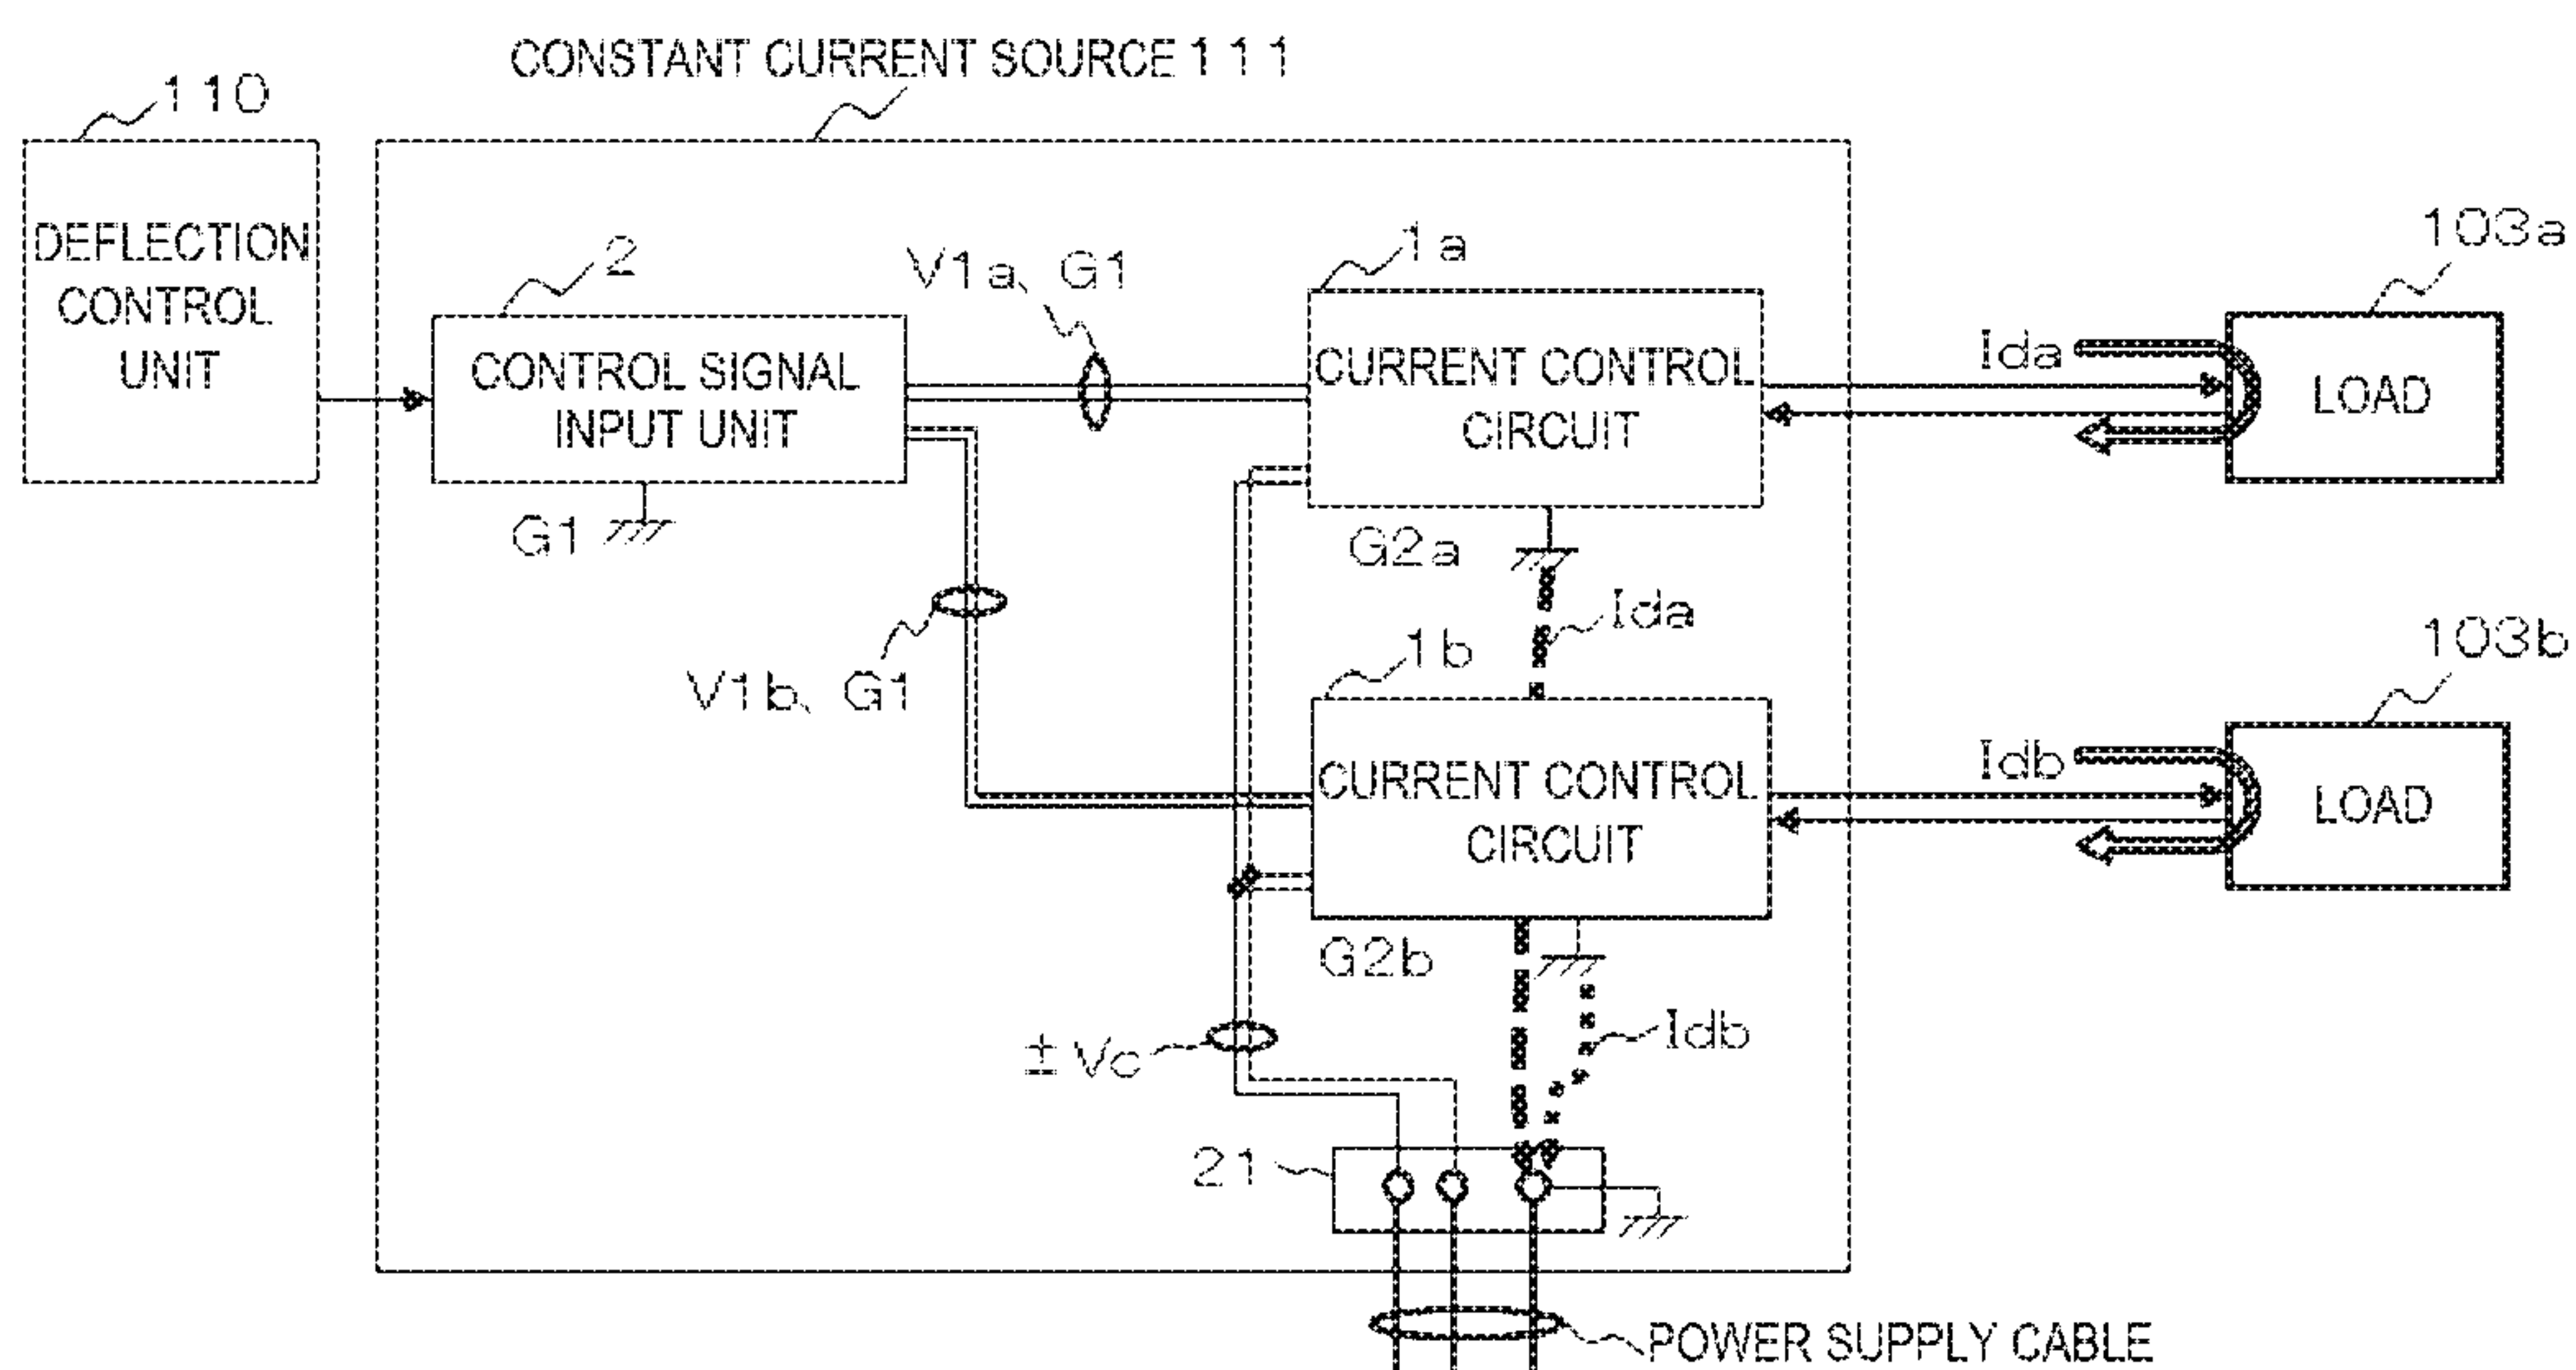 CONSTANT CURRENT SOURCE 111
110
DEFLECTION
CONTROL
UNIT
2
CONTROL SIGNAL
INPUT UNIT
G1
V1a、G1
1a
CURRENT CONTROL
CIRCUIT
G2a
Ida
103a
Ida
LOAD
V1b、G1
1b
CURRENT CONTROL
CIRCUIT
G2b
Idb
103b
Idb
LOAD
±Vc
21
POWER SUPPLY CABLE